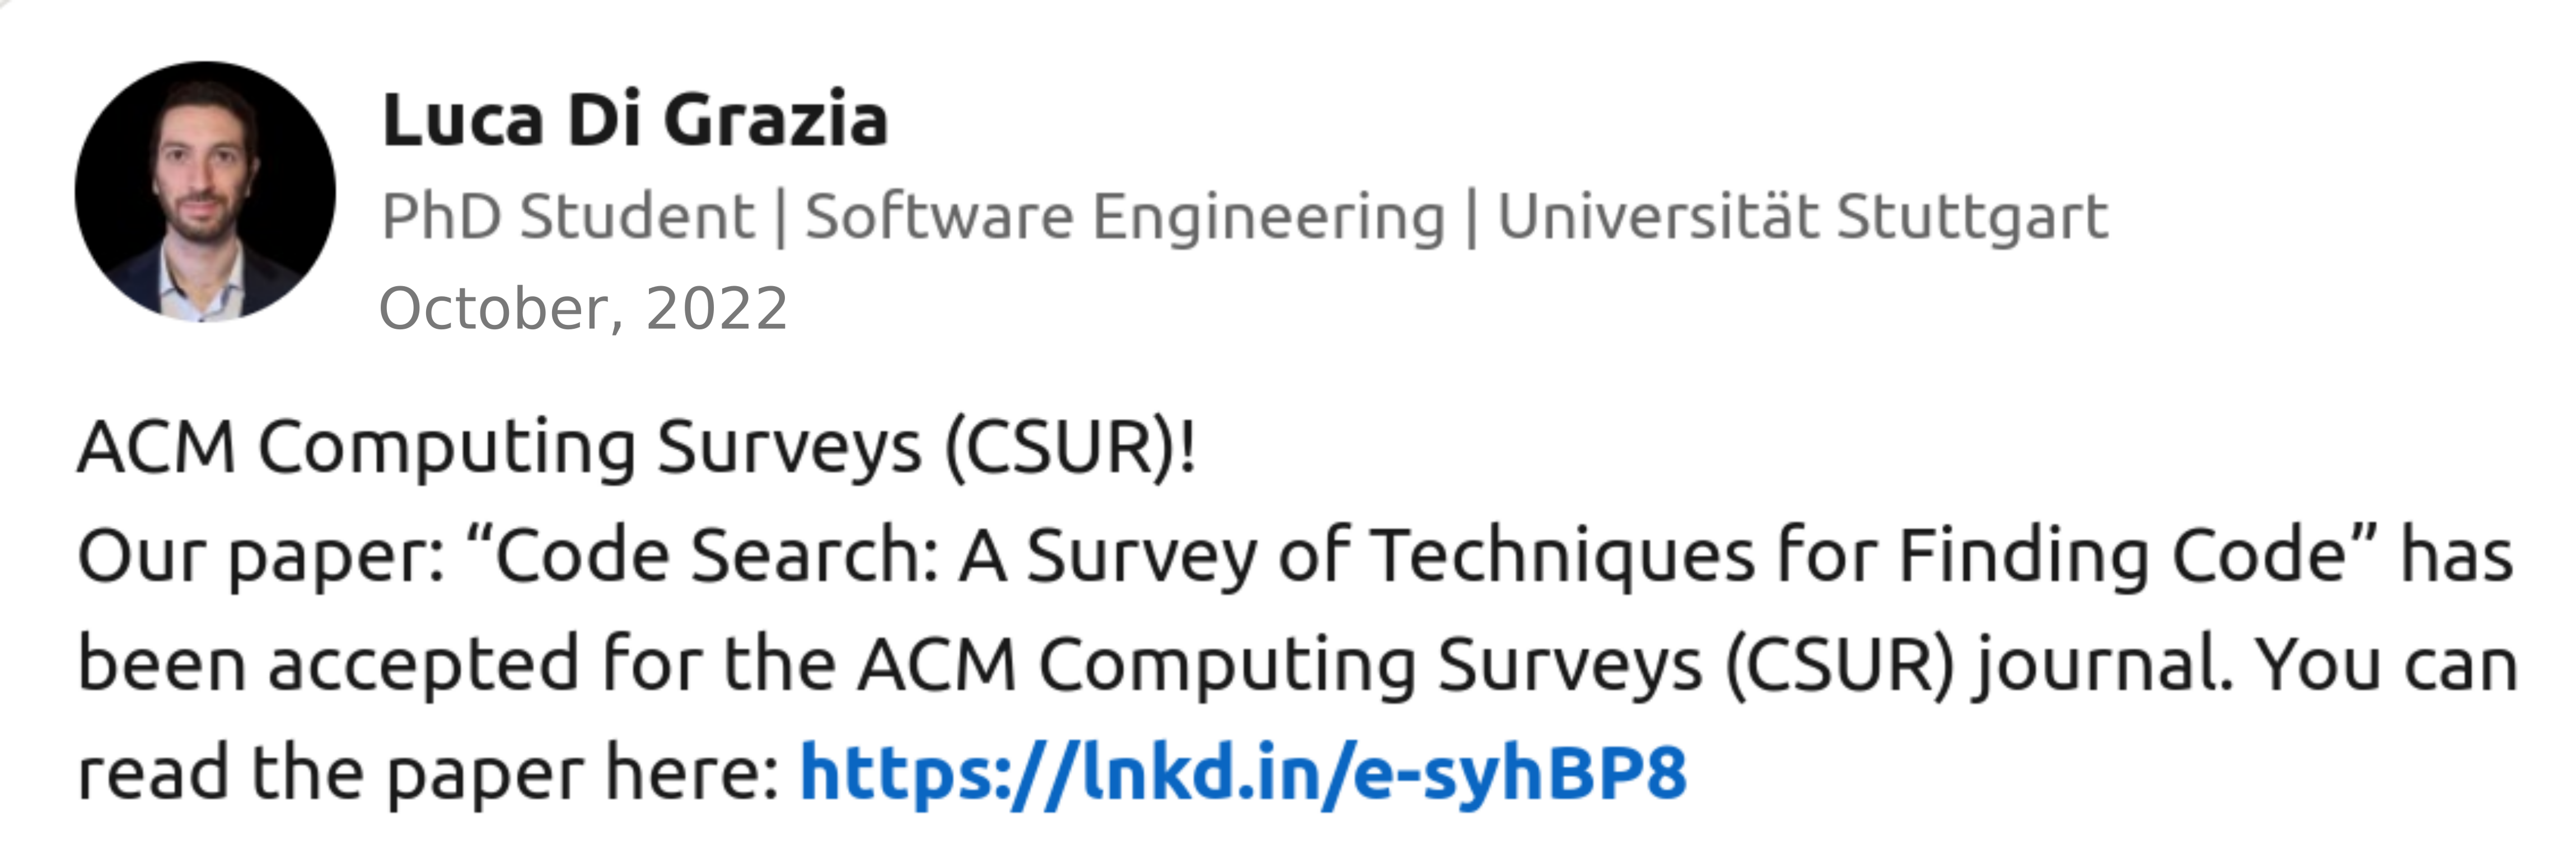 Luca Di Grazia
PhD Student | Software Engineering | Universität Stuttgart
October, 2022
ACM Computing Surveys (CSUR)!
Our paper: “Code Search: A Survey of Techniques for Finding Code” has
been accepted for the ACM Computing Surveys (CSUR) journal. You can
read the paper here: https://lnkd.in/e-syhBP8